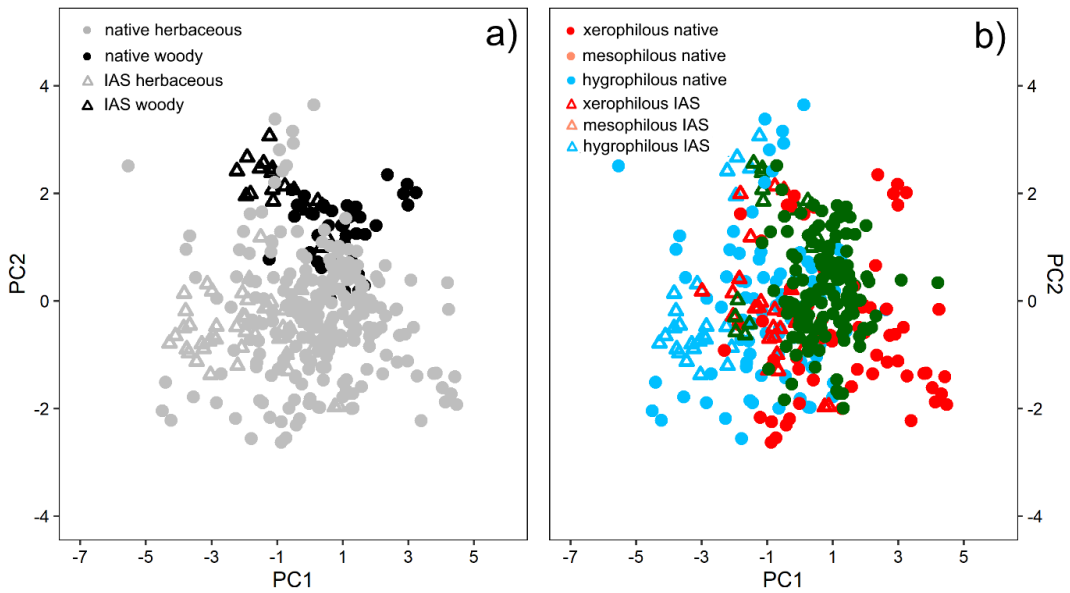 a)
native herbaceous
native woody
IAS herbaceous
IAS woody
4
2
0
-2
-4
PC2
-7 -5 -3 -1 1 3 5
PC1
b)
xerophilous native
mesophilous native
hygrophilous native
xerophilous IAS
mesophilous IAS
hygrophilous IAS
4
2
0
-2
-4
PC2
-7 -5 -3 -1 1 3 5
PC1